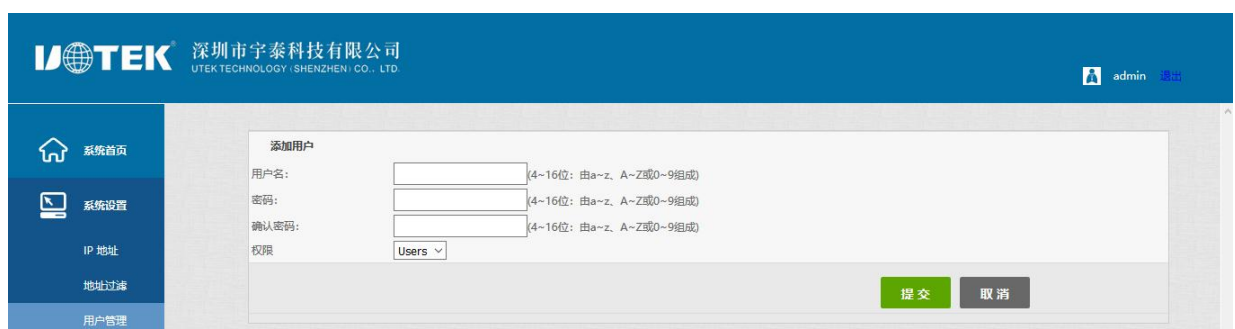 UTEK® 深圳市宇泰科技有限公司
UTEK TECHNOLOGY (SHENZHEN) CO., LTD.
admin 退出
系统首页
系统设置
IP 地址
地址过滤
用户管理
添加用户
用户名: (4~16位: 由a~z、A~Z或0~9组成)
密码: (4~16位: 由a~z、A~Z或0~9组成)
确认密码: (4~16位: 由a~z、A~Z或0~9组成)
权限 Users
提交 取消